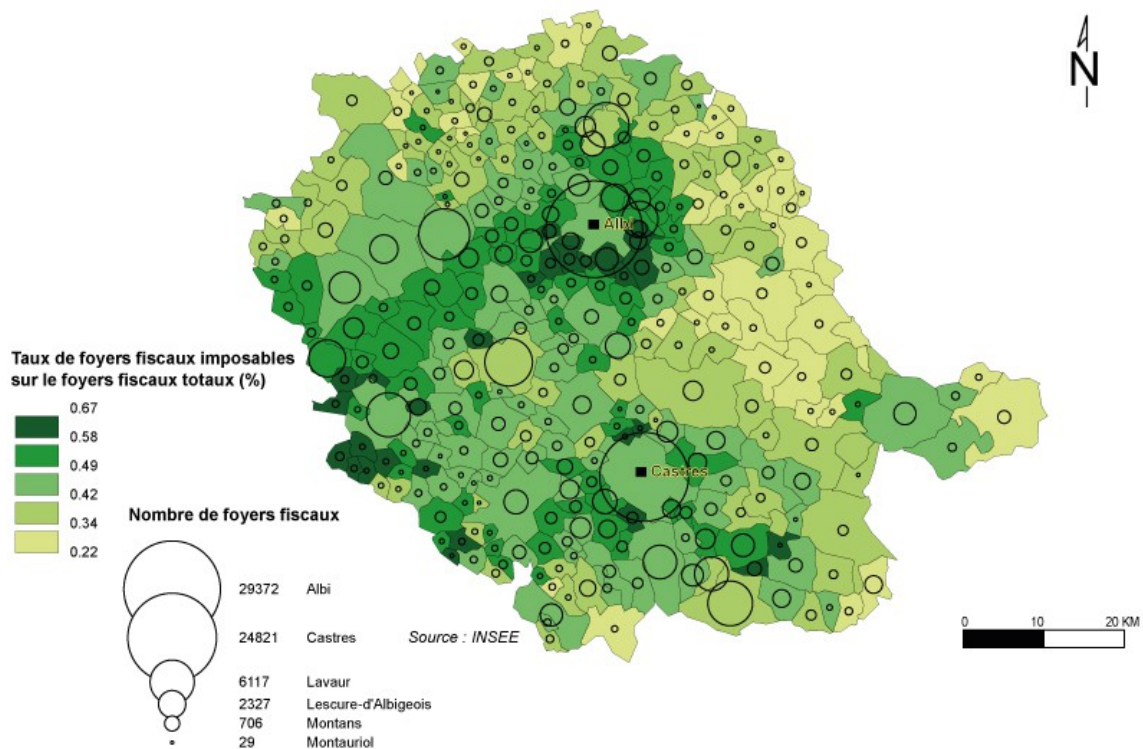 N
Albi
Castres
Taux de foyers fiscaux imposables
sur le foyers fiscaux totaux (%)
0.67
0.58
0.49
0.42
0.34
0.22
Nombre de foyers fiscaux
29372 Albi
24821 Castres
Source : INSEE
6117 Lavaur
2327 Lescure-d'Albigeois
706 Montans
29 Montauriol
0 10 20 KM